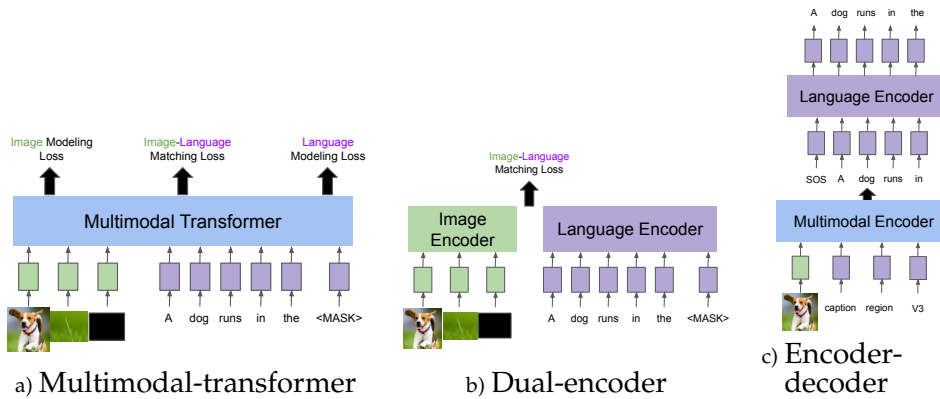 Image Modeling
Loss
Image-Language
Matching Loss
Language
Modeling Loss
Multimodal Transformer
A dog runs in the <MASK>
a) Multimodal-transformer
Image-Language
Matching Loss
Image
Encoder
Language Encoder
A dog runs in the <MASK>
b) Dual-encoder
A dog runs in the
Language Encoder
SOS A dog runs in
Multimodal Encoder
caption region V3
c) Encoder-
decoder